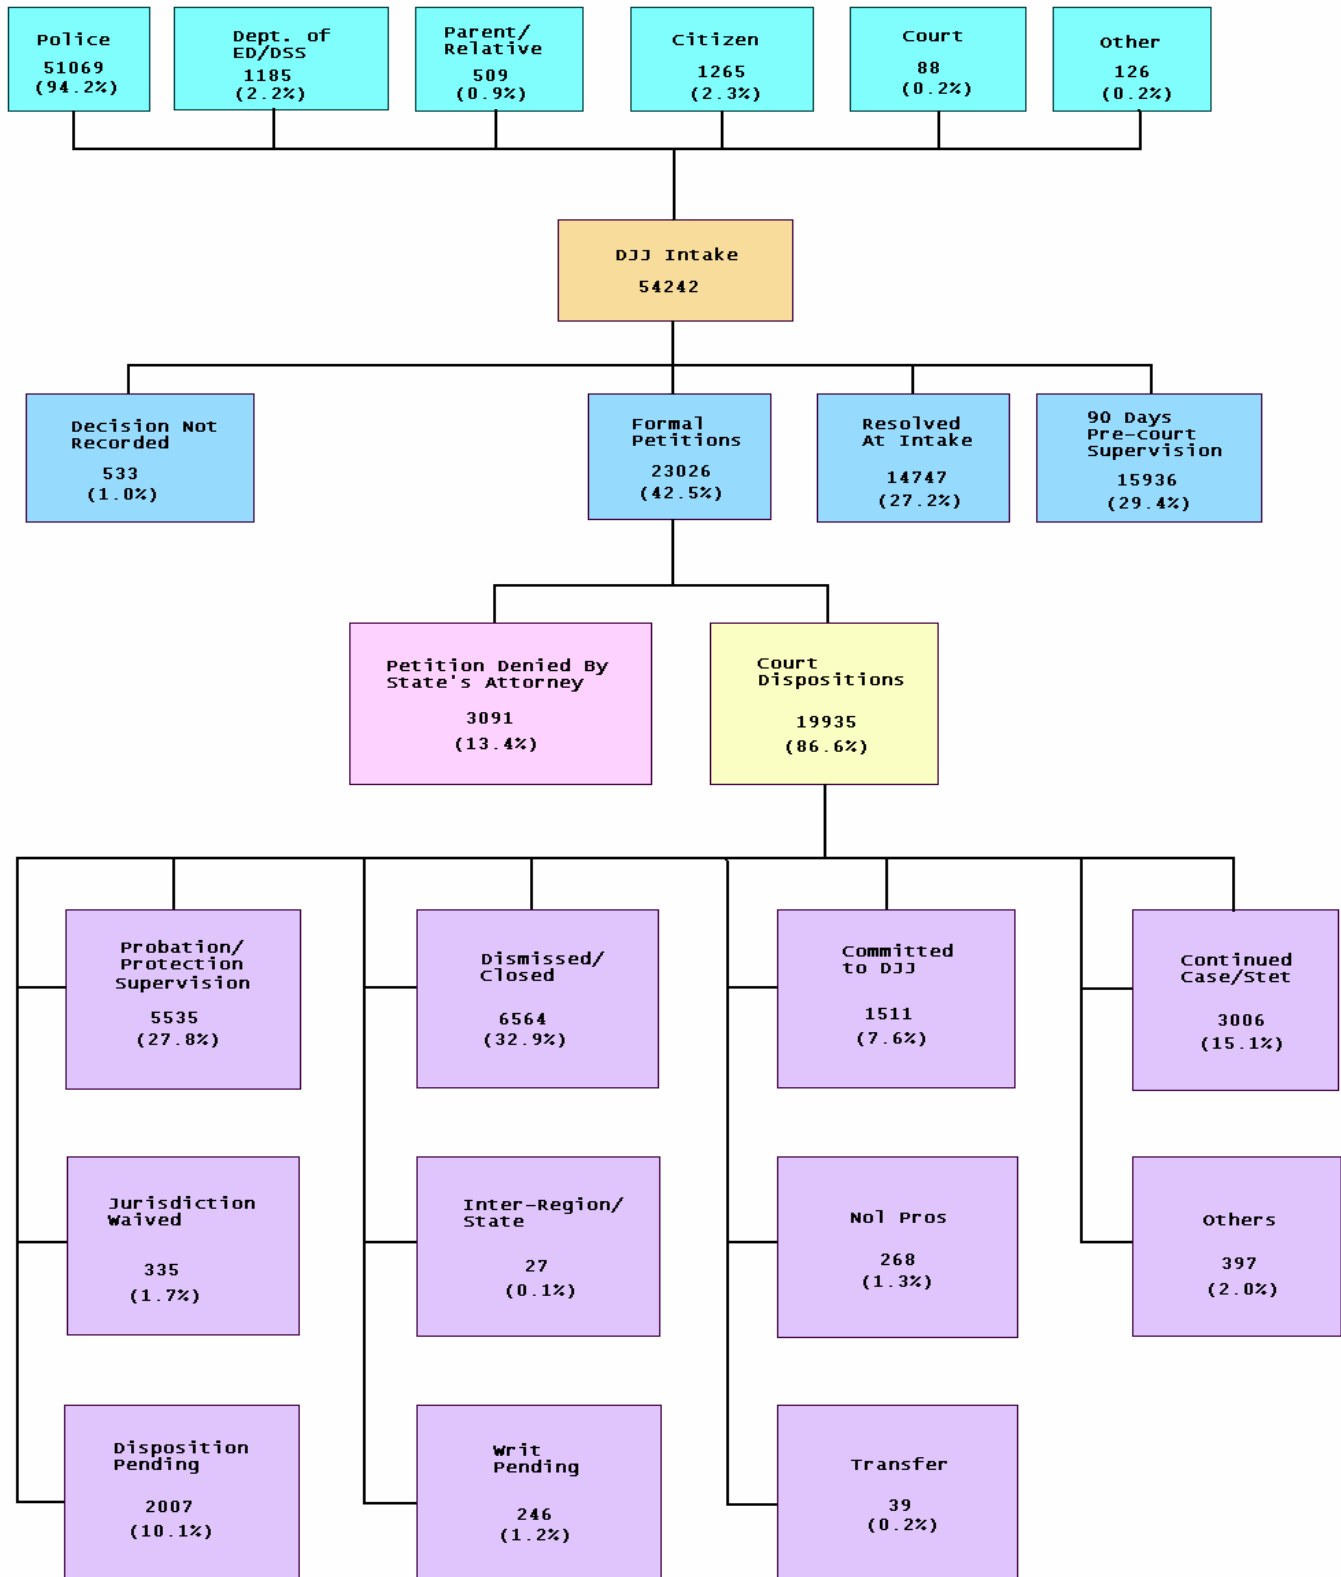 Police
51069
(94.2%)
Dept. of
ED/DSS
1185
(2.2%)
Parent/
Relative
509
(0.9%)
Citizen
1265
(2.3%)
Court
88
(0.2%)
Other
126
(0.2%)
DJJ Intake
54242
Decision Not
Recorded
533
(1.0%)
Formal
Petitions
23026
(42.5%)
Resolved
At Intake
14747
(27.2%)
90 Days
Pre-court
Supervision
15936
(29.4%)
Petition Denied By
State's Attorney
3091
(13.4%)
Court
Dispositions
19935
(86.6%)
Probation/
Protection
Supervision
5535
(27.8%)
Dismissed/
Closed
6564
(32.9%)
Committed
to DJJ
1511
(7.6%)
Continued
Case/Stet
3006
(15.1%)
Jurisdiction
Waived
335
(1.7%)
Inter-Region/
State
27
(0.1%)
Nol Pros
268
(1.3%)
Others
397
(2.0%)
Disposition
Pending
2007
(10.1%)
Writ
Pending
246
(1.2%)
Transfer
39
(0.2%)